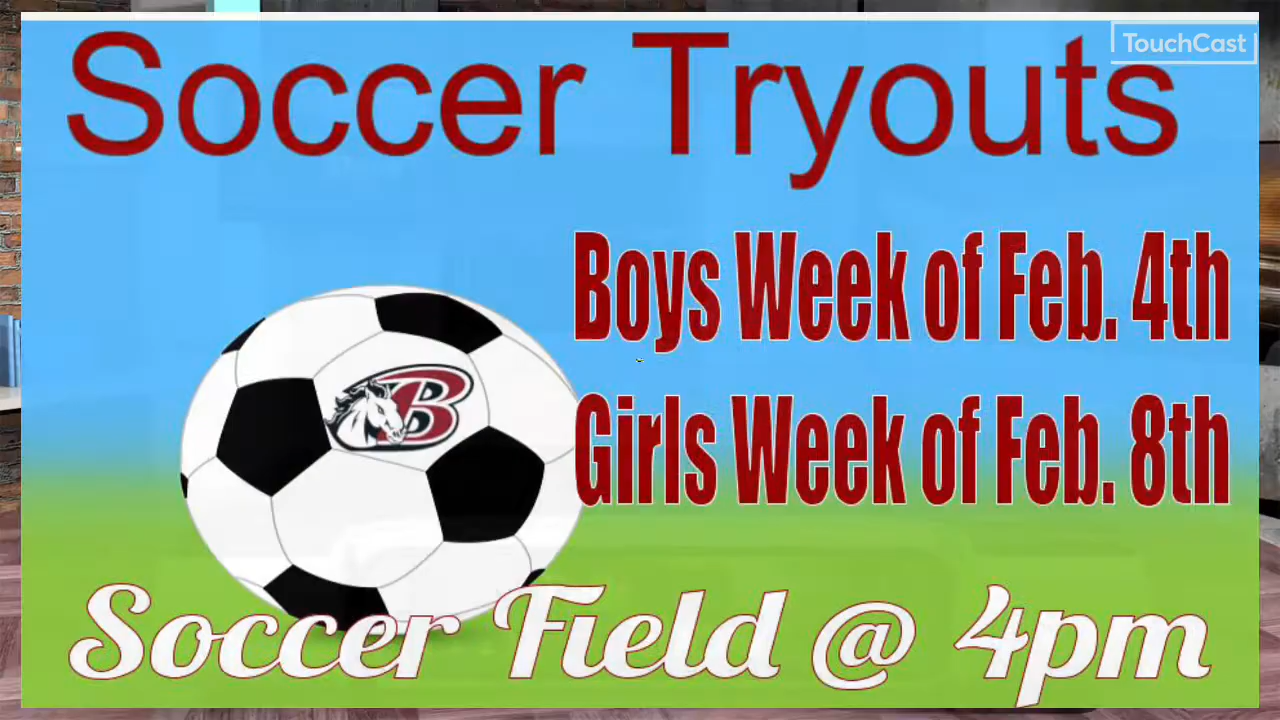 TouchCast
Soccer Tryouts
Boys Week of Feb. 4th
B
Girls Week of Feb. 8th
Soccer Field @ 4pm